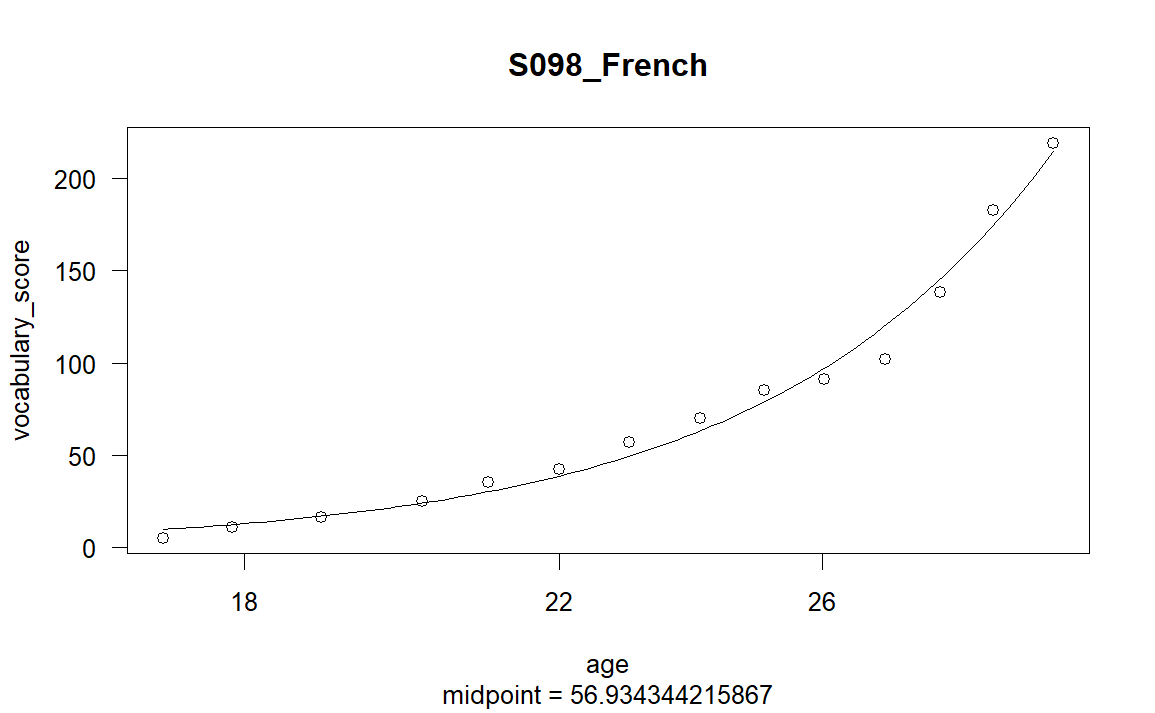 S098_French
vocabulary_score
200
150
100
50
0
18 22 26
age
midpoint = 56.934344215867